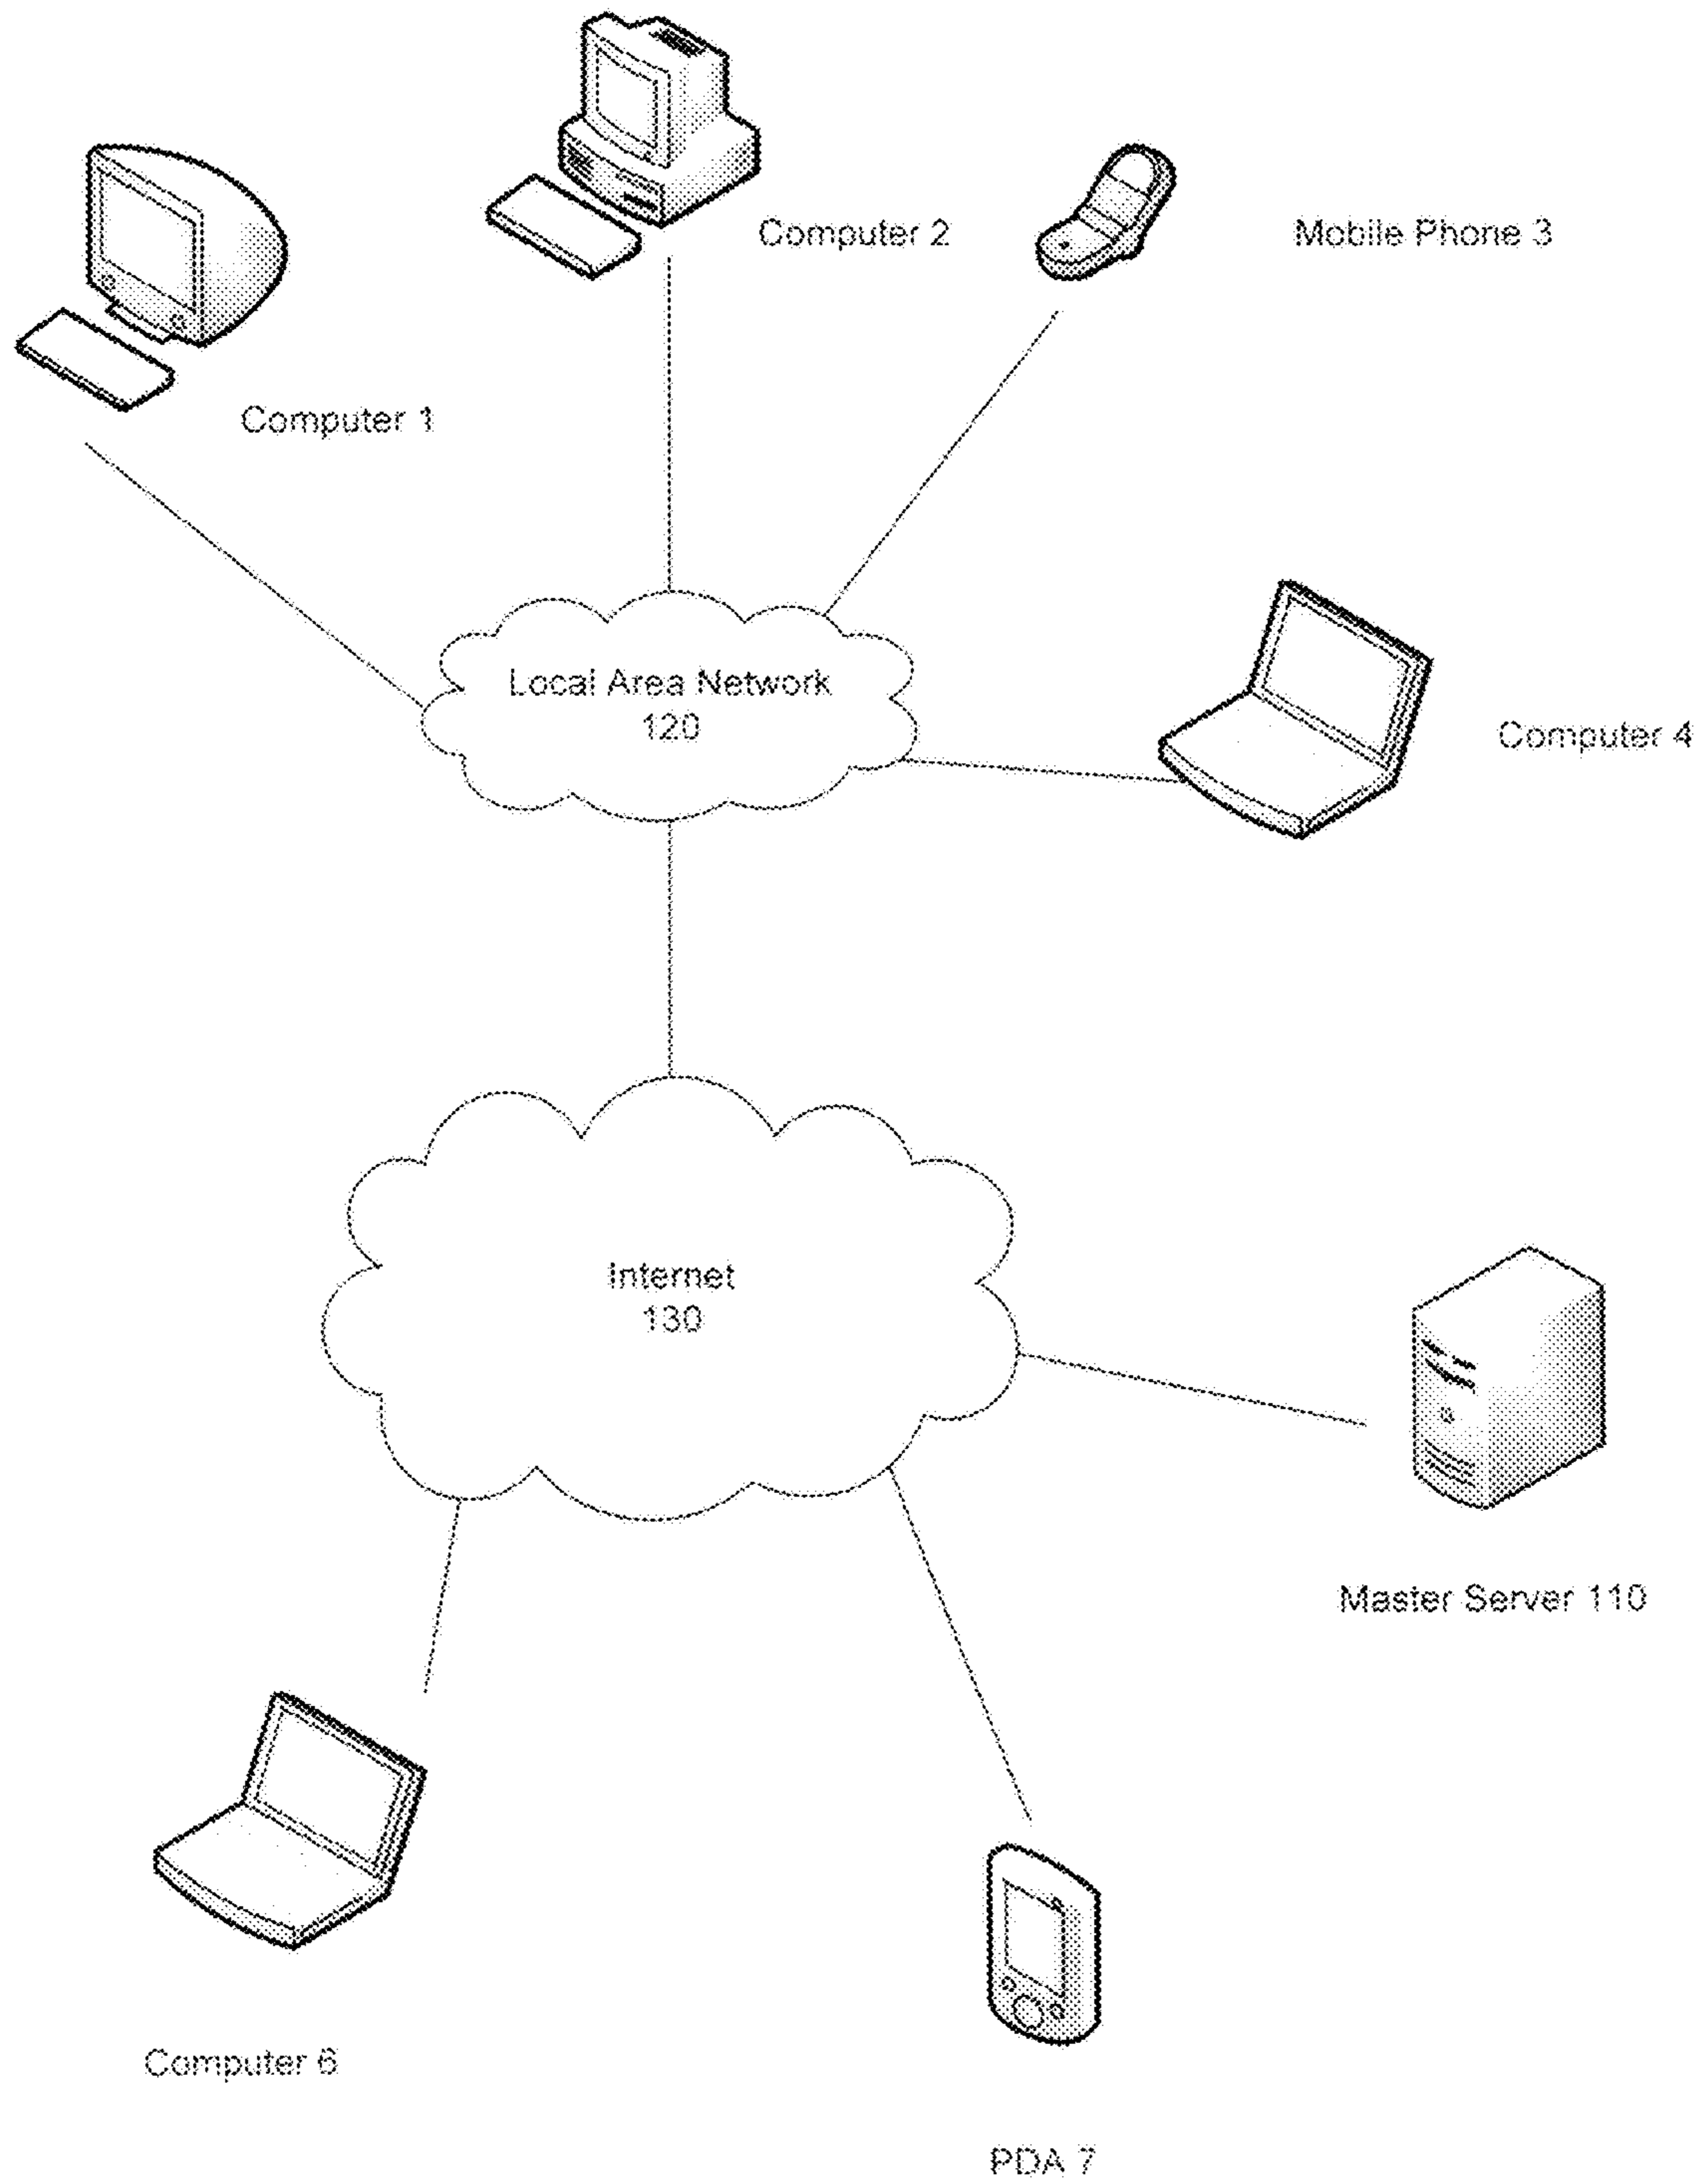 Computer 2
Mobile Phone 3
Computer 1
Local Area Network
120
Computer 4
Internet
130
Master Server 110
Computer 6
PDA 7